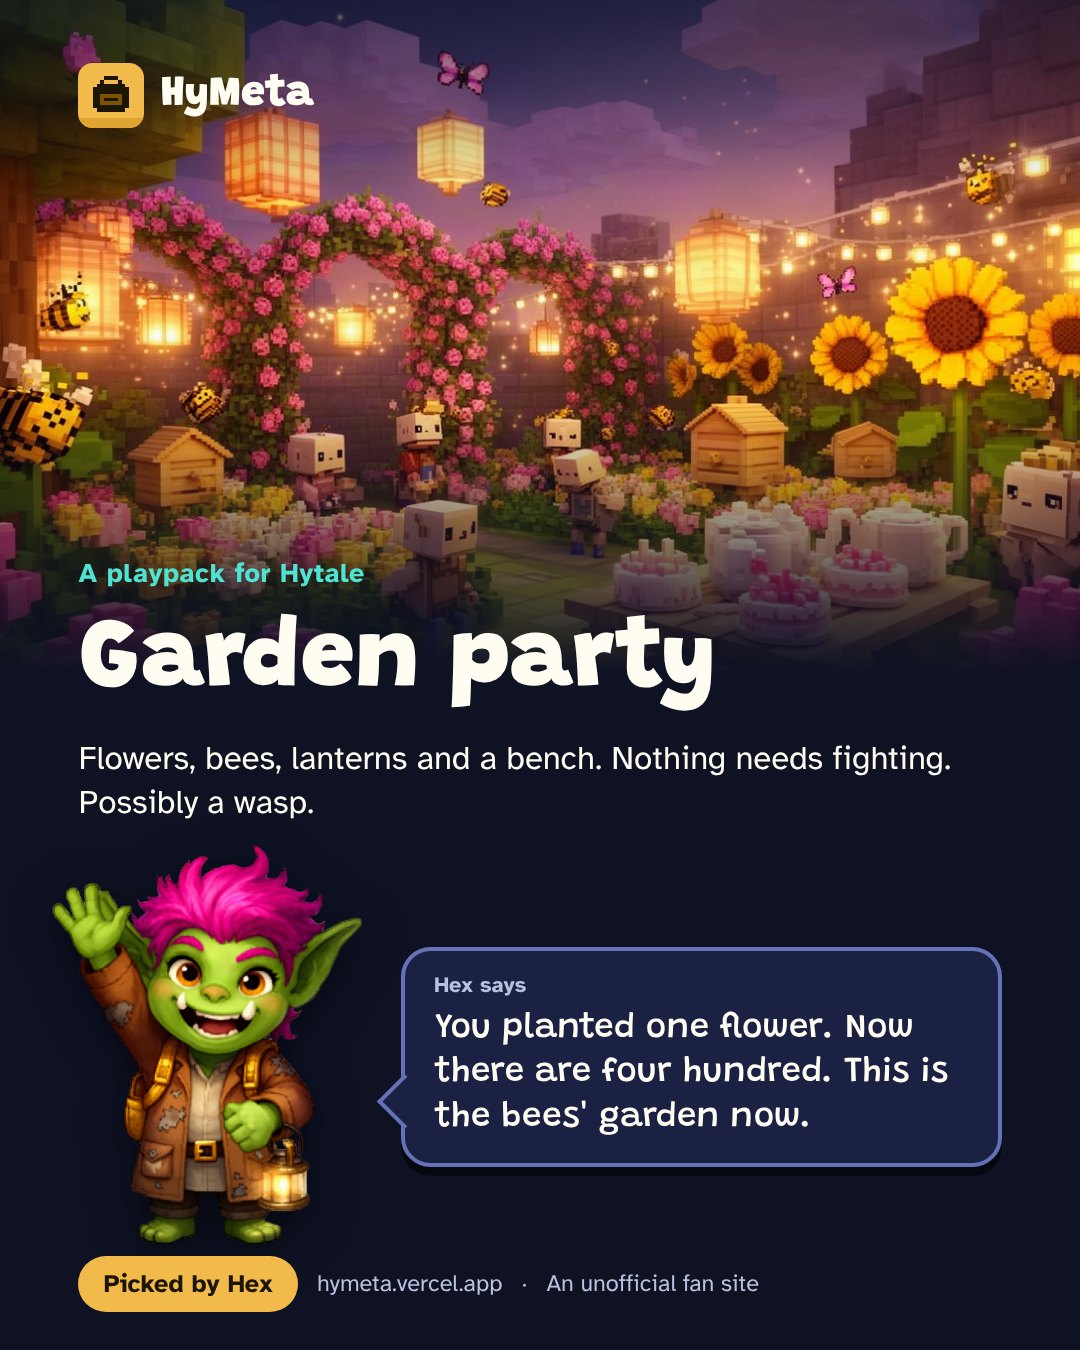 HyMeta
A playpack for Hytale
Garden party
Flowers, bees, lanterns and a bench. Nothing needs fighting.
Possibly a wasp.
Hex says
You planted one flower. Now
there are four hundred. This is
the bees' garden now.
Picked by Hex
hymeta.vercel.app · An unofficial fan site